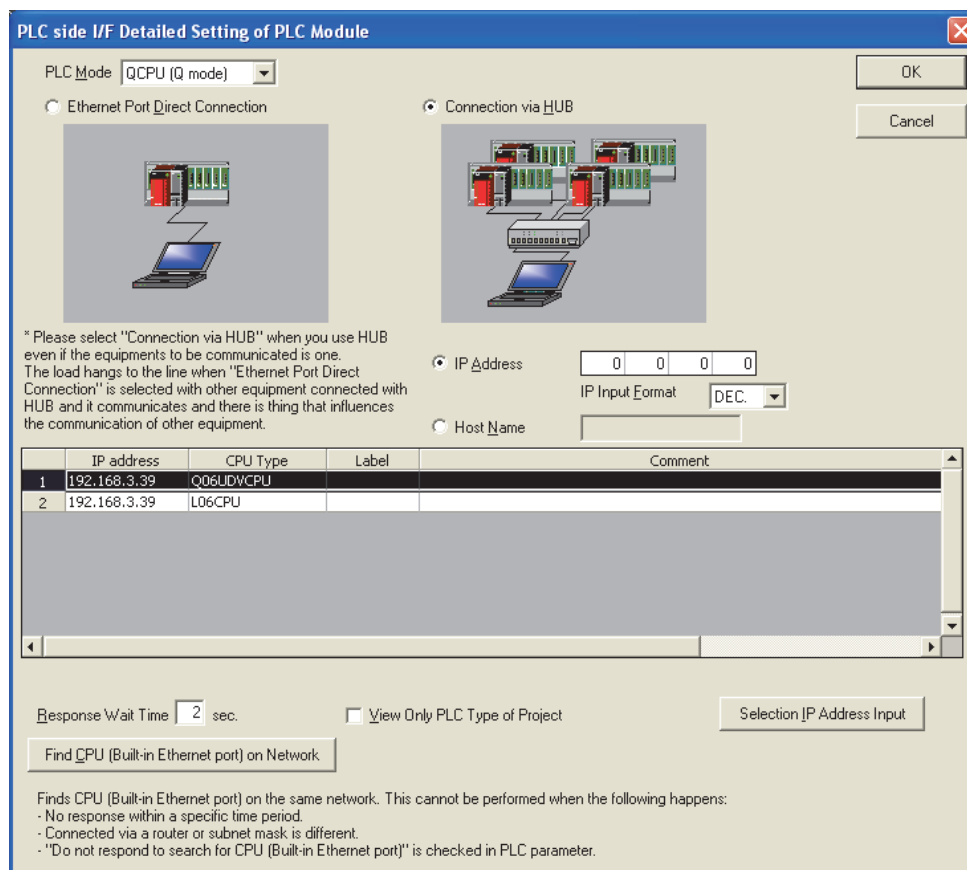 PLC side I/F Detailed Setting of PLC Module
PLC Mode QCPU (Q mode)
OK
Ethernet Port Direct Connection
Connection via HUB
Cancel
* Please select "Connection via HUB" when you use HUB
even if the equipments to be communicated is one.
The load hangs to the line when "Ethernet Port Direct
Connection" is selected with other equipment connected with
HUB and it communicates and there is thing that influences
the communication of other equipment.
IP Address 0 0 0 0
IP Input Format DEC.
Host Name
IP address CPU Type Label Comment
1 192.168.3.39 Q06UDVCPU
2 192.168.3.39 L06CPU
Response Wait Time 2 sec.
View Only PLC Type of Project
Selection IP Address Input
Find CPU (Built-in Ethernet port) on Network
Finds CPU (Built-in Ethernet port) on the same network. This cannot be performed when the following happens:
- No response within a specific time period.
- Connected via a router or subnet mask is different.
- "Do not respond to search for CPU (Built-in Ethernet port)" is checked in PLC parameter.